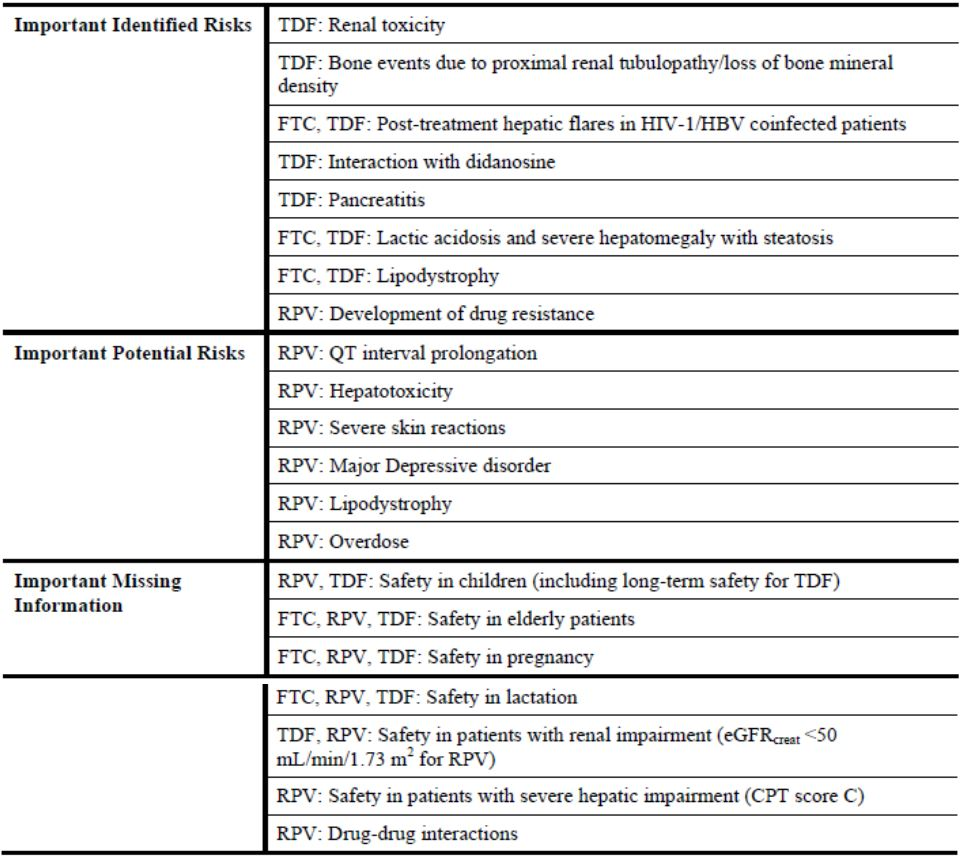 Important Identified Risks
TDF: Renal toxicity
TDF: Bone events due to proximal renal tubulopathy/loss of bone mineral
density
FTC, TDF: Post-treatment hepatic flares in HIV-1/HBV coinfected patients
TDF: Interaction with didanosine
TDF: Pancreatitis
FTC, TDF: Lactic acidosis and severe hepatomegaly with steatosis
FTC, TDF: Lipodystrophy
RPV: Development of drug resistance
Important Potential Risks
RPV: QT interval prolongation
RPV: Hepatotoxicity
RPV: Severe skin reactions
RPV: Major Depressive disorder
RPV: Lipodystrophy
RPV: Overdose
Important Missing
Information
RPV, TDF: Safety in children (including long-term safety for TDF)
FTC, RPV, TDF: Safety in elderly patients
FTC, RPV, TDF: Safety in pregnancy
FTC, RPV, TDF: Safety in lactation
TDF, RPV: Safety in patients with renal impairment (eGFRcreat <50
mL/min/1.73 m² for RPV)
RPV: Safety in patients with severe hepatic impairment (CPT score C)
RPV: Drug-drug interactions